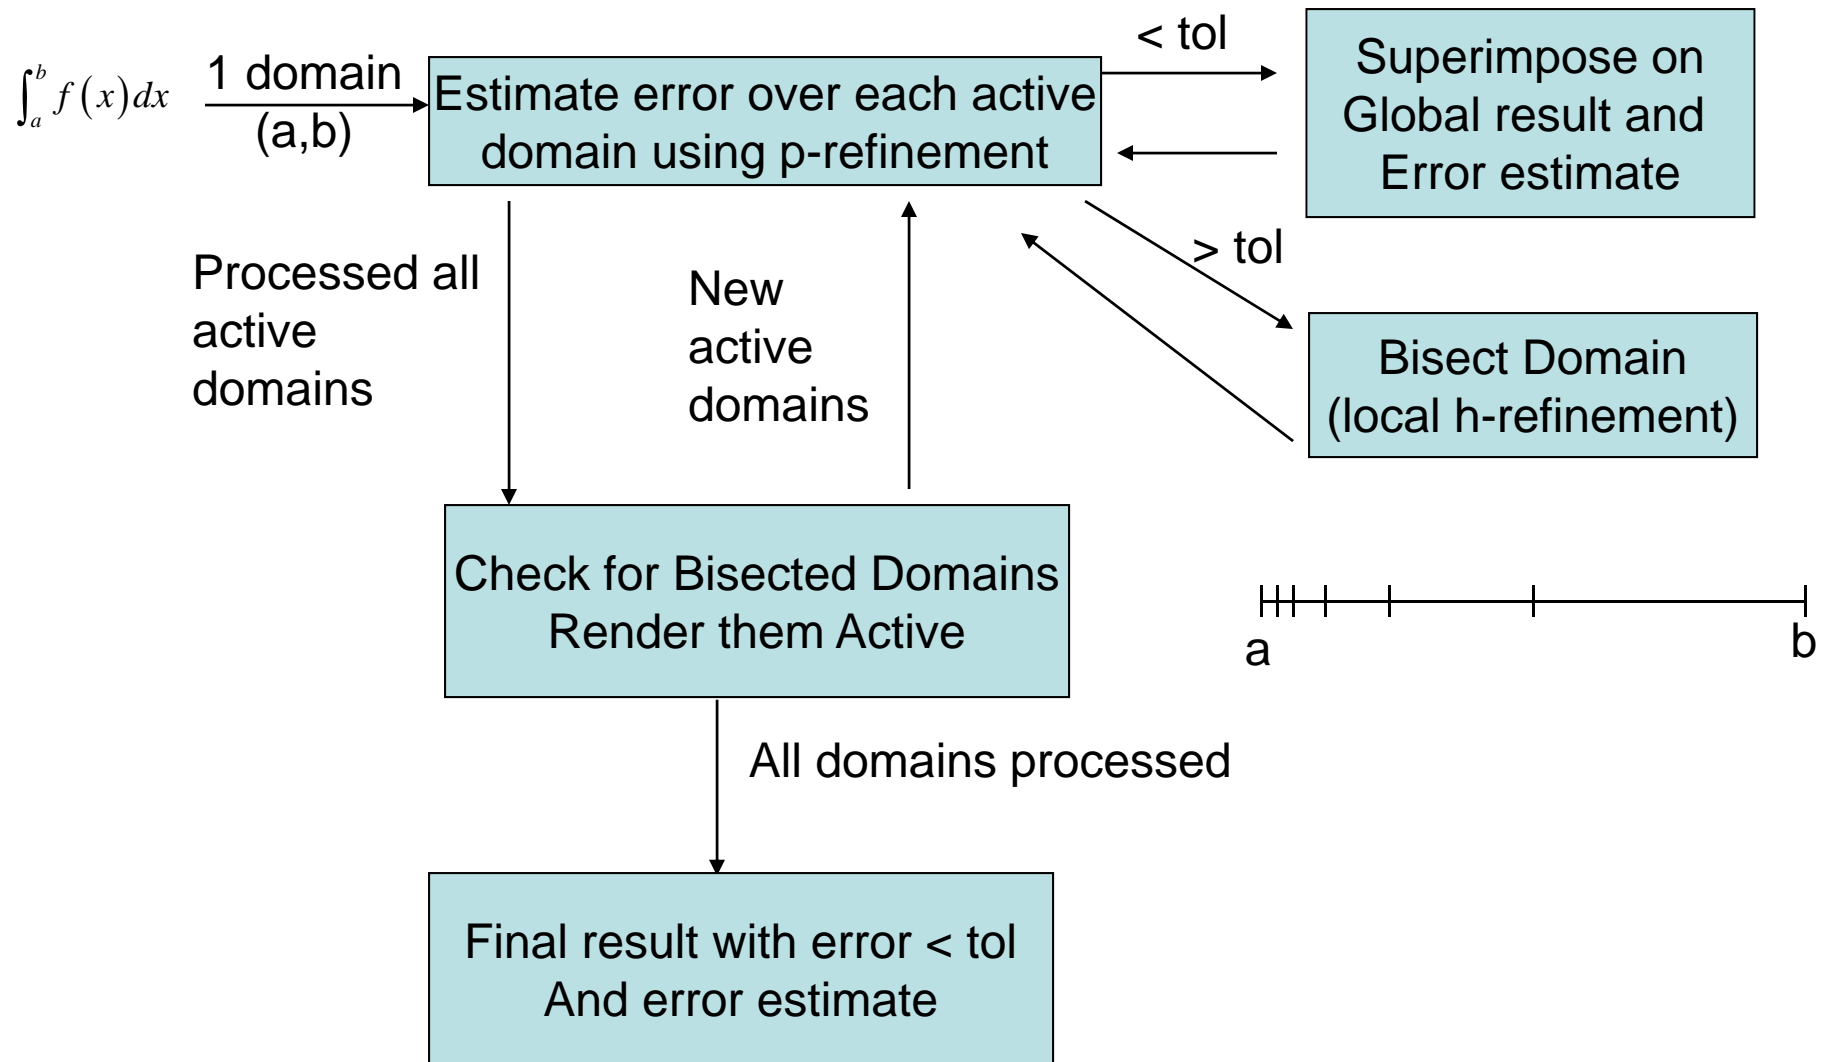 ∫_a^b f(x)dx
1 domain
(a,b)
Estimate error over each active
domain using p-refinement
< tol
Superimpose on
Global result and
Error estimate
> tol
Bisect Domain
(local h-refinement)
Processed all
active
domains
New
active
domains
Check for Bisected Domains
Render them Active
a
b
All domains processed
Final result with error < tol
And error estimate